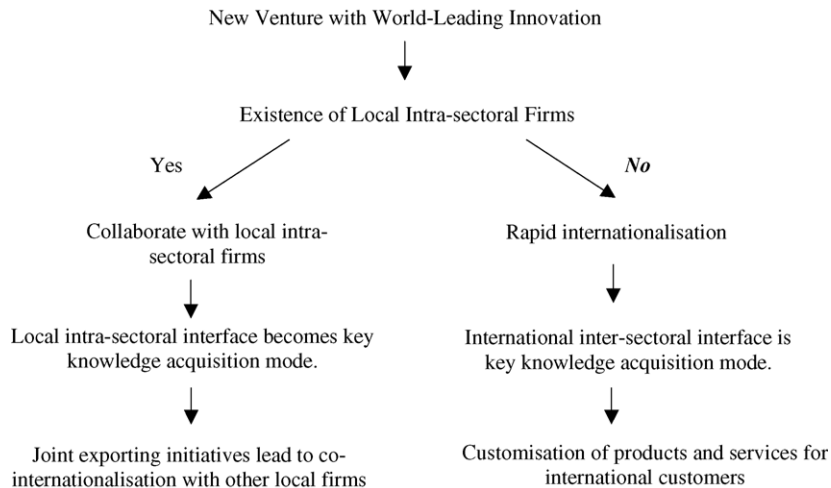 New Venture with World-Leading Innovation
Existence of Local Intra-sectoral Firms
Yes
No
Collaborate with local intra-
sectoral firms
Rapid internationalisation
Local intra-sectoral interface becomes key
knowledge acquisition mode.
International inter-sectoral interface is
key knowledge acquisition mode.
Joint exporting initiatives lead to co-
internationalisation with other local firms
Customisation of products and services for
international customers